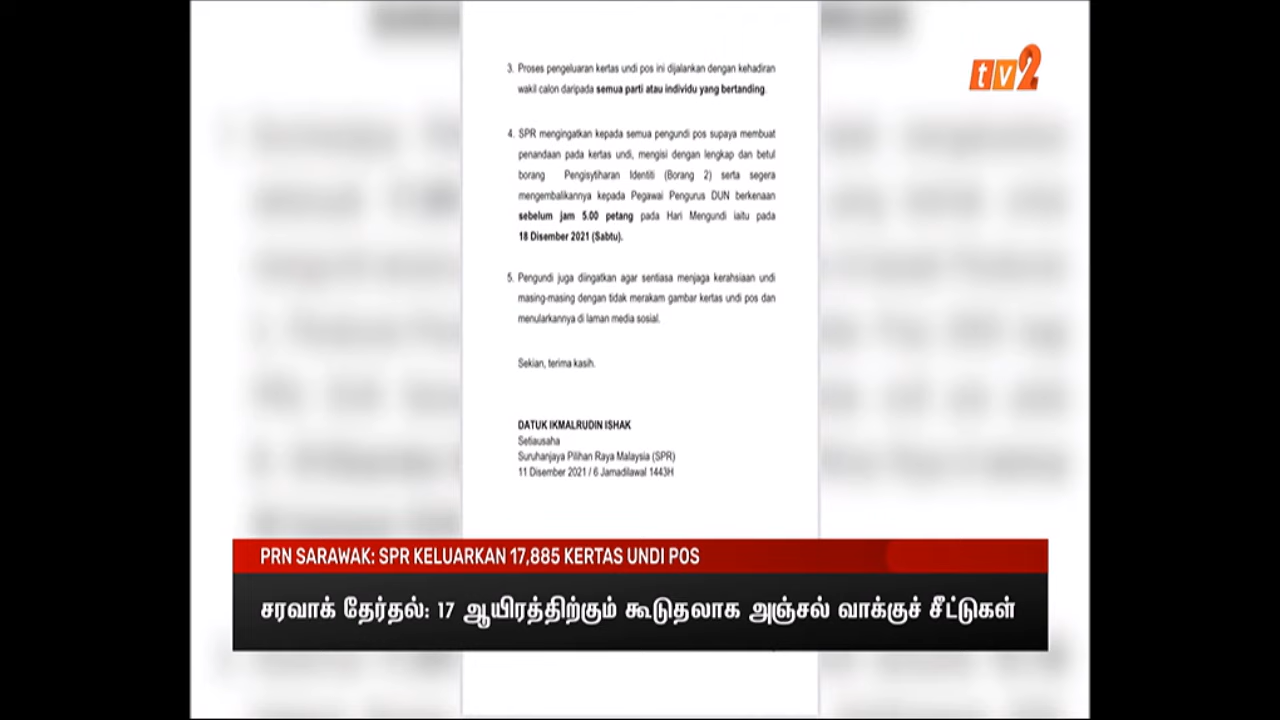 tv2
3. Proses pengeluaran kertas undi pos ini dijalankan dengan kehadiran
wakil calon daripada semua parti atau individu yang bertanding.
4. SPR mengingatkan kepada semua pengundi pos supaya membuat
penandaan pada kertas undi, mengisi dengan lengkap dan betul
borang Pengisytiharan Identiti (Borang 2) serta segera
mengembalikannya kepada Pegawai Pengurus DUN berkenaan
sebelum jam 5.00 petang pada Hari Mengundi iaitu pada
18 Disember 2021 (Sabtu).
5. Pengundi juga diingatkan agar sentiasa menjaga kerahsiaan undi
masing-masing dengan tidak merakam gambar kertas undi pos dan
menularkannya di laman media sosial.
Sekian, terima kasih.
DATUK IKMALRUDIN ISHAK
Setiausaha
Suruhanjaya Pilihan Raya Malaysia (SPR)
11 Disember 2021 / 6 Jamadilawal 1443H
PRN SARAWAK: SPR KELUARKAN 17,885 KERTAS UNDI POS
சரவாக் தேர்தல்: 17 ஆயிரத்திற்கும் கூடுதலாக அஞ்சல் வாக்குச் சீட்டுகள்